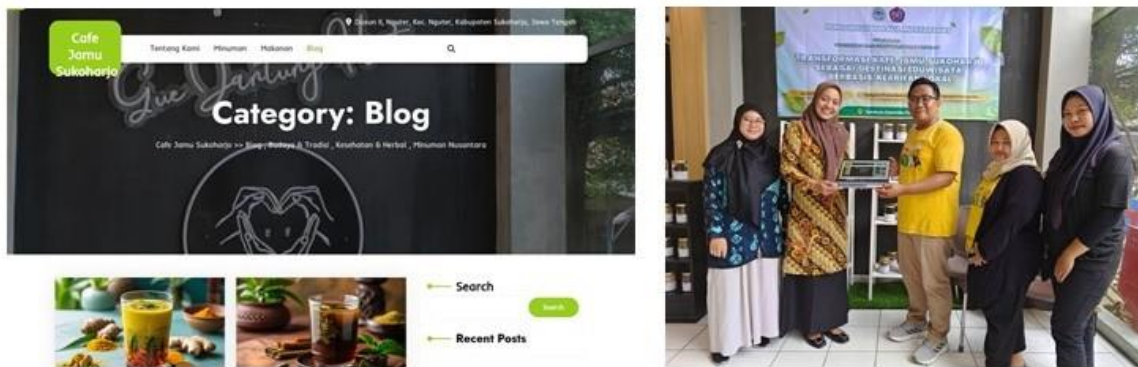 Dusun II, Nguter, Kec. Nguter, Kabupaten Sukoharjo, Jawa Tengah
Cafe
Jamu
Sukoharjo
Tentang Kami Minuman Makanan Blog
Category: Blog
Cafe Jamu Sukoharjo >> Blog , Budaya & Tradisi , Kesehatan & Herbal , Minuman Nusantara
Search
Search
Recent Posts
TRANSFORMASI KAFE JAMU SUKOHARJO
SEBAGAI DESTINASI EDUWISATA
BERBASIS KEARIFAN LOKAL